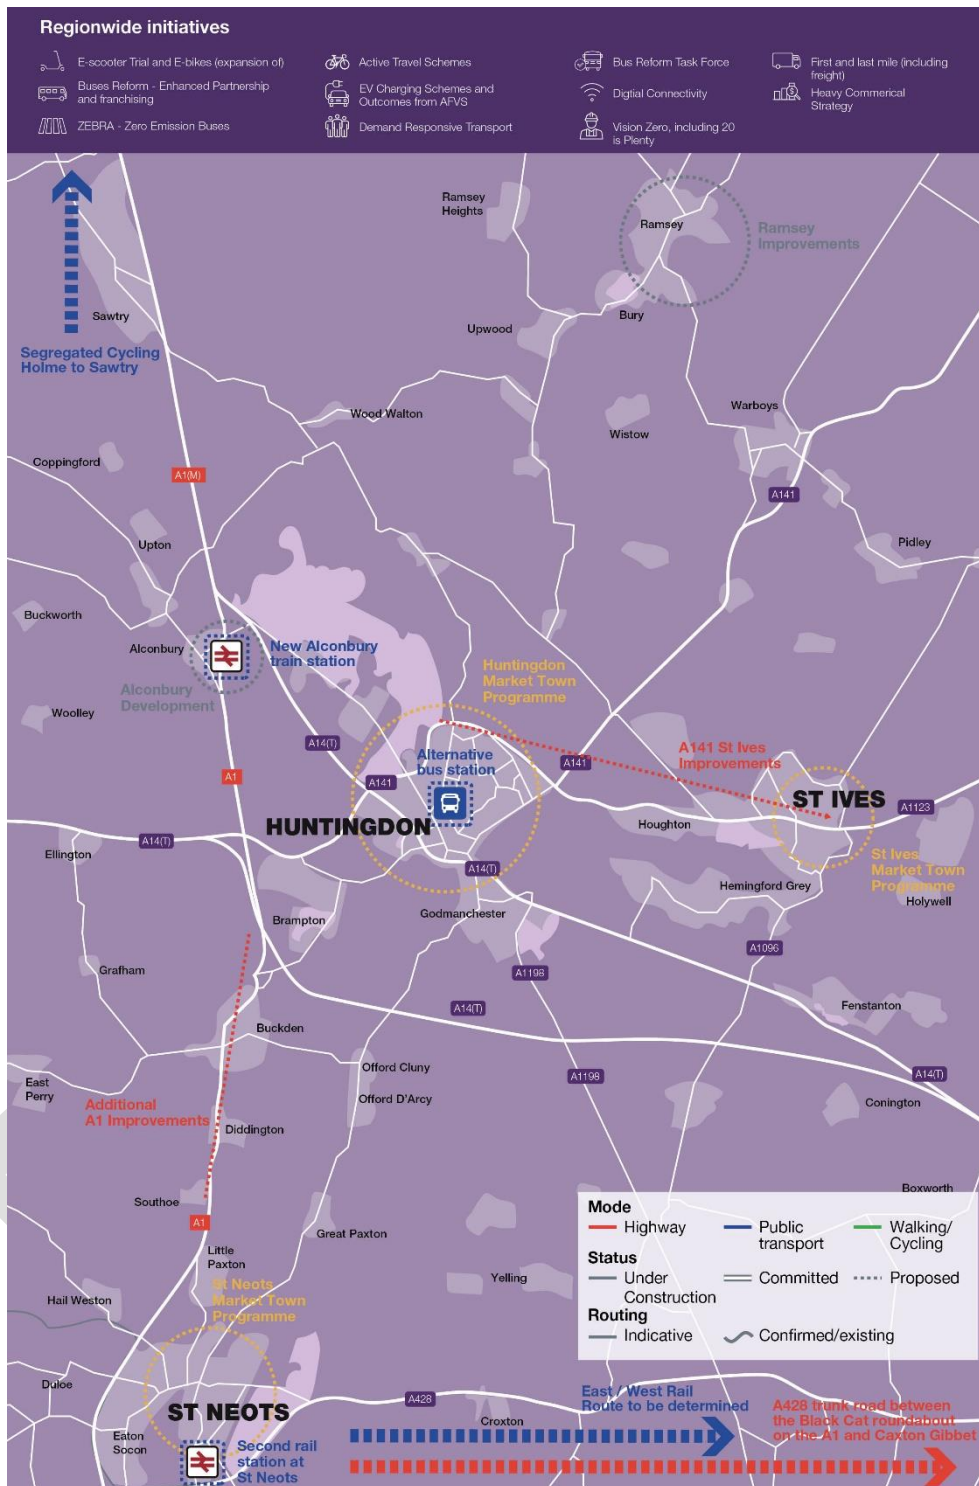 Regionwide initiatives
E-scooter Trial and E-bikes (expansion of)
Buses Reform - Enhanced Partnership
and franchising
ZEBRA - Zero Emission Buses
Active Travel Schemes
EV Charging Schemes and
Outcomes from AFVS
Demand Responsive Transport
Bus Reform Task Force
Digtial Connectivity
Vision Zero, including 20
is Plenty
First and last mile (including
freight)
Heavy Commerical
Strategy
Ramsey
Heights
Ramsey
Ramsey
Improvements
Sawtry
Bury
Upwood
Segregated Cycling
Holme to Sawtry
Wood Walton
Warboys
Wistow
Coppingford
A1(M)
A141
Upton
Pidley
Buckworth
Alconbury
New Alconbury
train station
Huntingdon
Market Town
Programme
Alconbury
Development
Woolley
A14(T)
Alternative
bus station
A141 St Ives
Improvements
A141
A1
A141
ST IVES
A1123
HUNTINGDON
Houghton
A14(T)
Ellington
St Ives
Market Town
Programme
A14(T)
Hemingford Grey
Holywell
Brampton
Godmanchester
A1096
Grafham
A1198
Fenstanton
A14(T)
Buckden
Offord Cluny
East
Perry
A1198
A14(T)
Offord D'Arcy
Conington
Additional
A1 Improvements
Diddington
Southoe
Boxworth
A1
Great Paxton
Little
Paxton
Yelling
St Neots
Market Town
Programme
Hail Weston
Mode
Highway
Public
transport
Walking/
Cycling
Status
Under
Construction
Committed
Proposed
Routing
Indicative
Confirmed/existing
Duloe
A428
East / West Rail
Route to be determined
A428 trunk road between
the Black Cat roundabout
on the A1 and Caxton Gibbet
ST NEOTS
Croxton
Eaton
Socon
Second rail
station at
St Neots